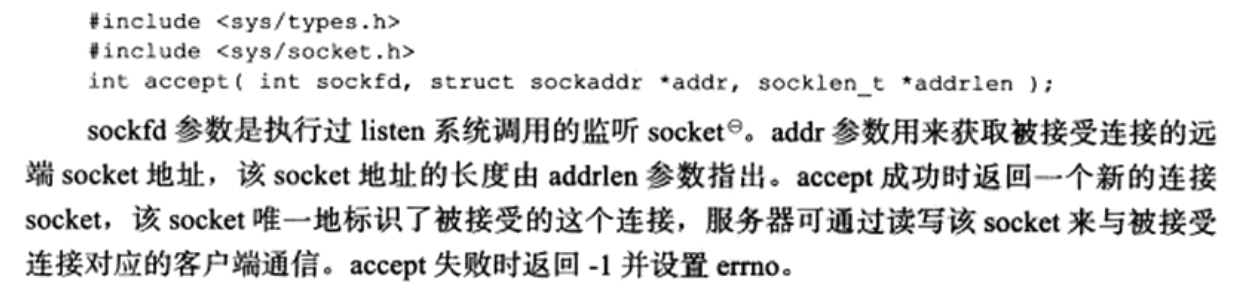 #include <sys/types.h>
#include <sys/socket.h>
int accept( int sockfd, struct sockaddr *addr, socklen_t *addrlen );
sockfd 参数是执行过 listen 系统调用的监听 socket⊖。addr 参数用来获取被接受连接的远
端 socket 地址，该 socket 地址的长度由 addrlen 参数指出。accept 成功时返回一个新的连接
socket，该 socket 唯一地标识了被接受的这个连接，服务器可通过读写该 socket 来与被接受
连接对应的客户端通信。accept 失败时返回 -1 并设置 errno。